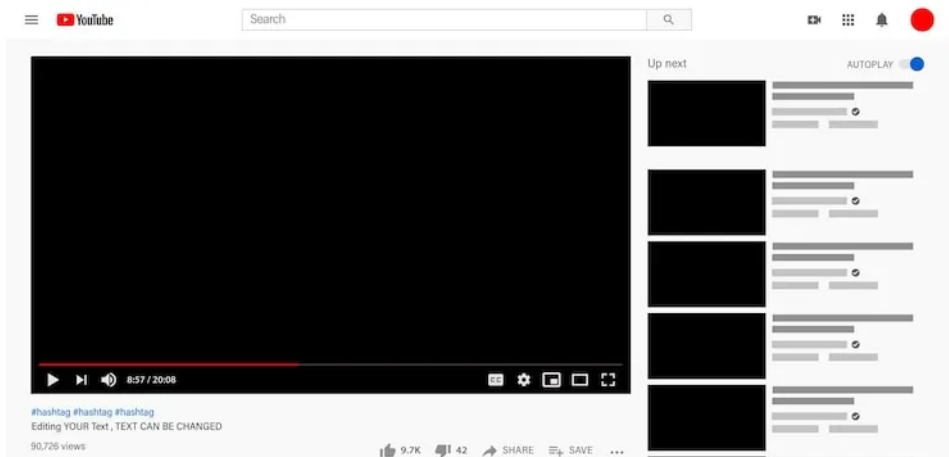 YouTube
Search
Up next
AUTOPLAY
8:57 / 20:08
CC
#hashtag #hashtag #hashtag
Editing YOUR Text , TEXT CAN BE CHANGED
90,726 views
9.7K 42 SHARE SAVE